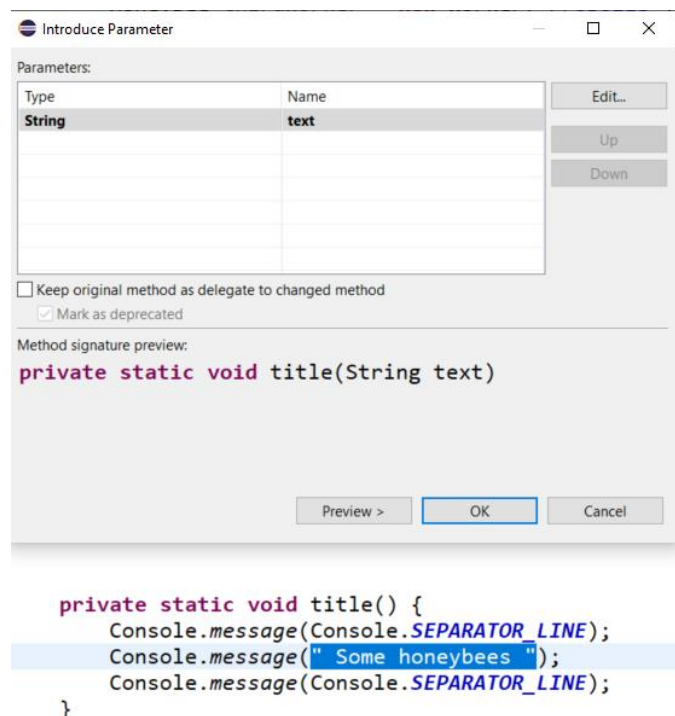 Introduce Parameter
Parameters:
Type Name
String text
Edit...
Up
Down
Keep original method as delegate to changed method
Mark as deprecated
Method signature preview:
private static void title(String text)
Preview > OK Cancel
private static void title() {
Console.message(Console.SEPARATOR_LINE);
Console.message(" Some honeybees ");
Console.message(Console.SEPARATOR_LINE);
}